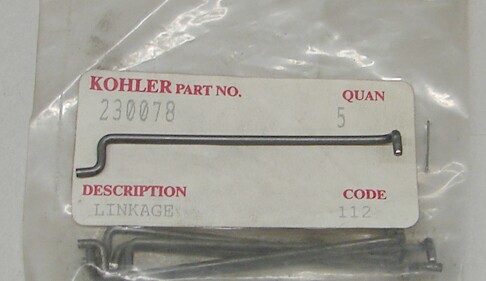 KOHLER PART NO. QUAN
230078 5
DESCRIPTION CODE
LINKAGE 112